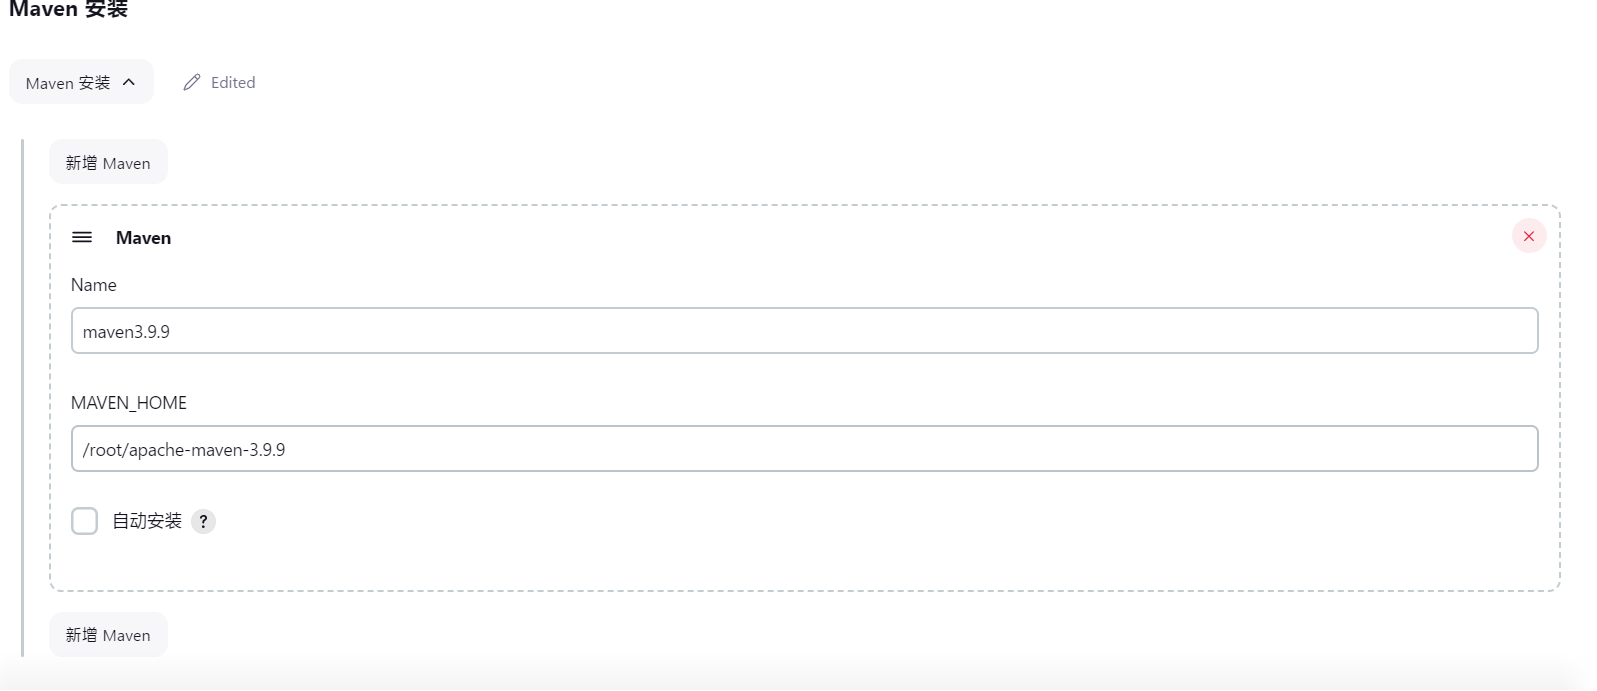 Maven 安装
Maven 安装
Edited
新增 Maven
Maven
Name
maven3.9.9
MAVEN_HOME
/root/apache-maven-3.9.9
自动安装 ?
新增 Maven